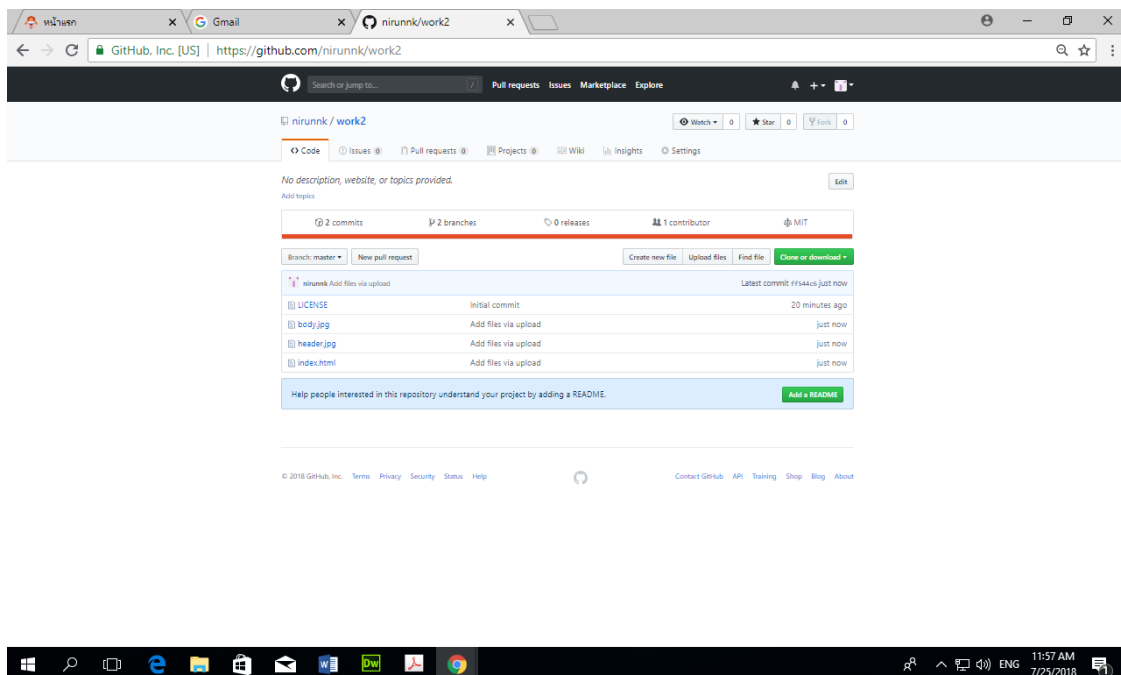 หน้าแรก Gmail nirunnk/work2
GitHub, Inc. [US] | https://github.com/nirunnk/work2
Search or jump to... / Pull requests Issues Marketplace Explore
nirunnk / work2 Watch 0 Star 0 Fork 0
Code Issues 0 Pull requests 0 Projects 0 Wiki Insights Settings
No description, website, or topics provided. Edit
Add topics
2 commits 2 branches 0 releases 1 contributor MIT
Branch: master New pull request Create new file Upload files Find file Clone or download
nirunnk Add files via upload Latest commit ff544c6 just now
LICENSE Initial commit 20 minutes ago
body.jpg Add files via upload just now
header.jpg Add files via upload just now
index.html Add files via upload just now
Help people interested in this repository understand your project by adding a README. Add a README
© 2018 GitHub, Inc. Terms Privacy Security Status Help Contact GitHub API Training Shop Blog About
Dw ENG 11:57 AM
7/25/2018